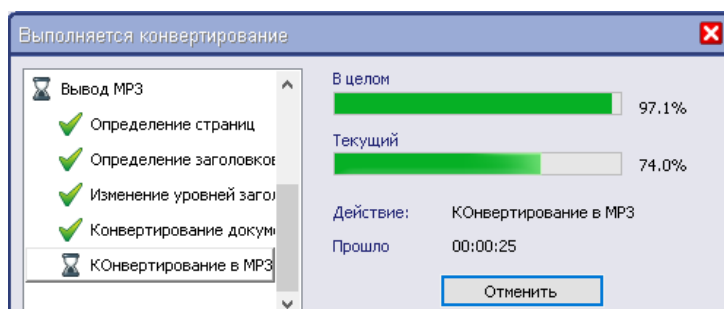 Выполняется конвертирование
Вывод MP3
Определение страниц
Определение заголовков
Изменение уровней заго
Конвертирование докум
КОнвертирование в MP3
В целом
97.1%
Текущий
74.0%
Действие: КОнвертирование в MP3
Прошло 00:00:25
Отменить